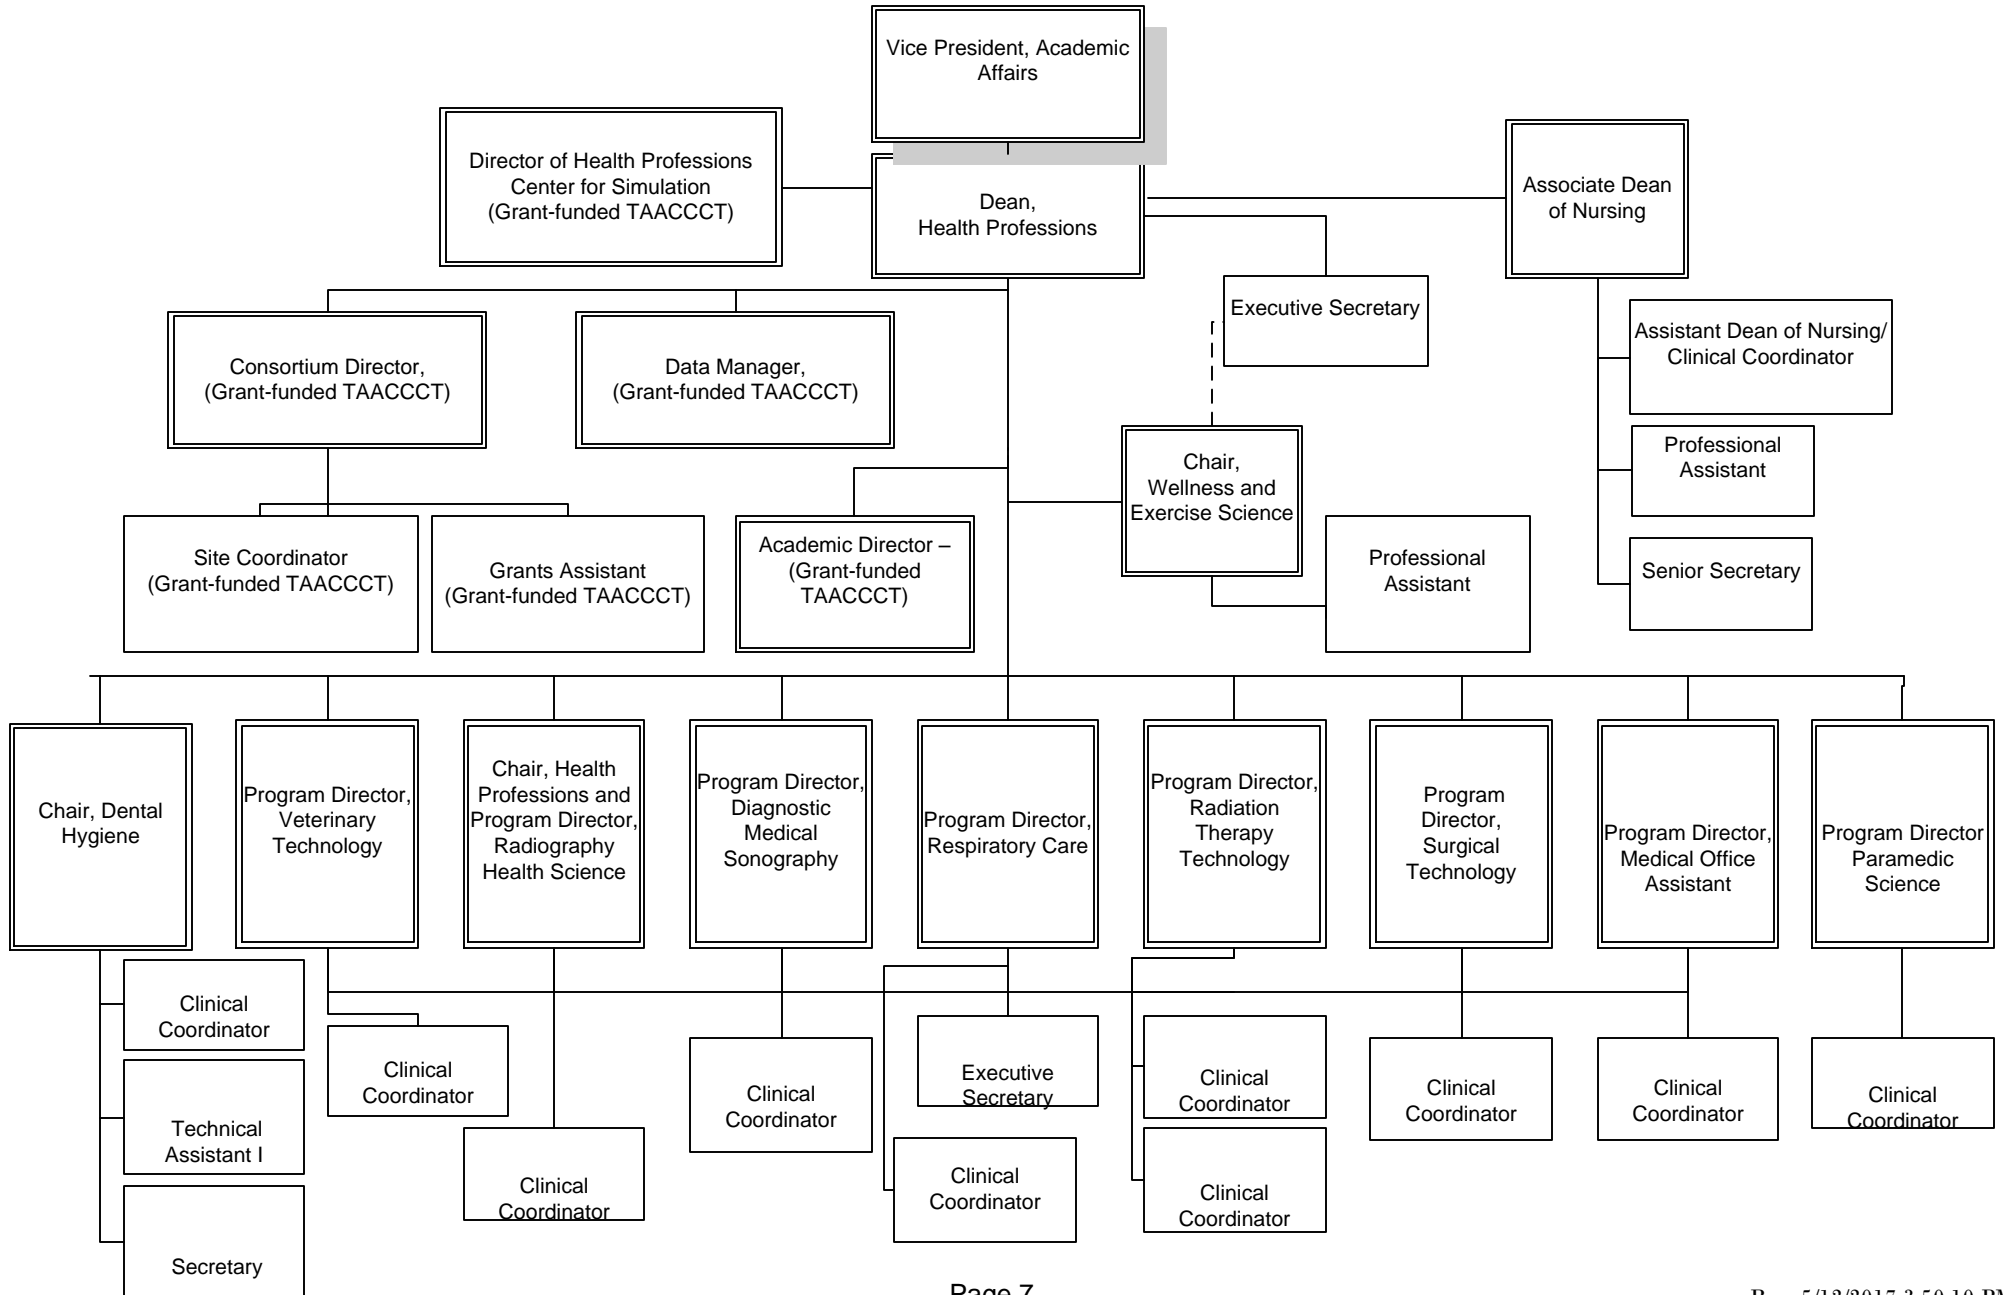 Vice President, Academic
Affairs
Director of Health Professions
Center for Simulation
(Grant-funded TAACCCT)
Dean,
Health Professions
Associate Dean
of Nursing
Executive Secretary
Assistant Dean of Nursing/
Clinical Coordinator
Consortium Director,
(Grant-funded TAACCCT)
Data Manager,
(Grant-funded TAACCCT)
Chair,
Wellness and
Exercise Science
Professional
Assistant
Site Coordinator
(Grant-funded TAACCCT)
Grants Assistant
(Grant-funded TAACCCT)
Academic Director –
(Grant-funded
TAACCCT)
Professional
Assistant
Senior Secretary
Chair, Dental
Hygiene
Program Director,
Veterinary
Technology
Chair, Health
Professions and
Program Director,
Radiography
Health Science
Program Director,
Diagnostic
Medical
Sonography
Program Director,
Respiratory Care
Program Director,
Radiation
Therapy
Technology
Program
Director,
Surgical
Technology
Program Director,
Medical Office
Assistant
Program Director
Paramedic
Science
Clinical
Coordinator
Technical
Assistant I
Secretary
Clinical
Coordinator
Clinical
Coordinator
Clinical
Coordinator
Executive
Secretary
Clinical
Coordinator
Clinical
Coordinator
Clinical
Coordinator
Clinical
Coordinator
Clinical
Coordinator
Clinical
Coordinator
Page 7
5/12/2017 3:50:10 PM